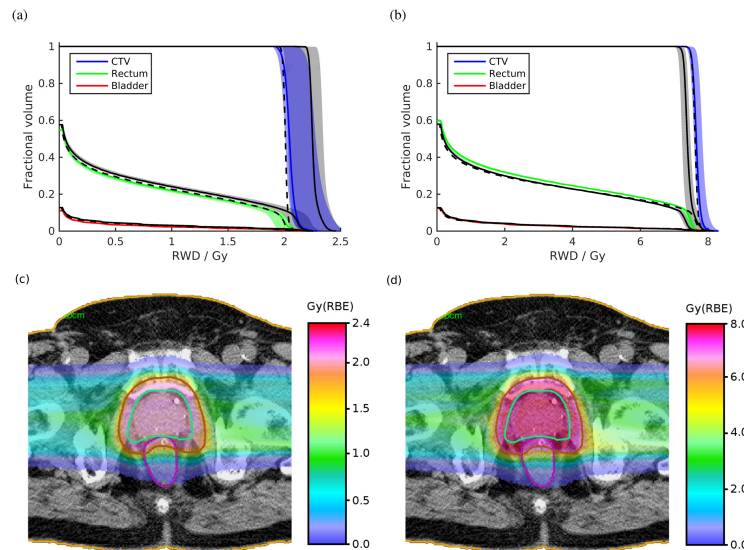 (a)
(b)
1
0.8
0.6
0.4
0.2
0
Fractional volume
CTV
Rectum
Bladder
0 0.5 1 1.5 2 2.5
RWD / Gy
1
0.8
0.6
0.4
0.2
0
Fractional volume
CTV
Rectum
Bladder
0 2 4 6 8
RWD / Gy
(c)
Gy(RBE)
2.4
2.0
1.0
0.5
0.0
(d)
Gy(RBE)
8.0
6.0
4.0
2.0
0.0